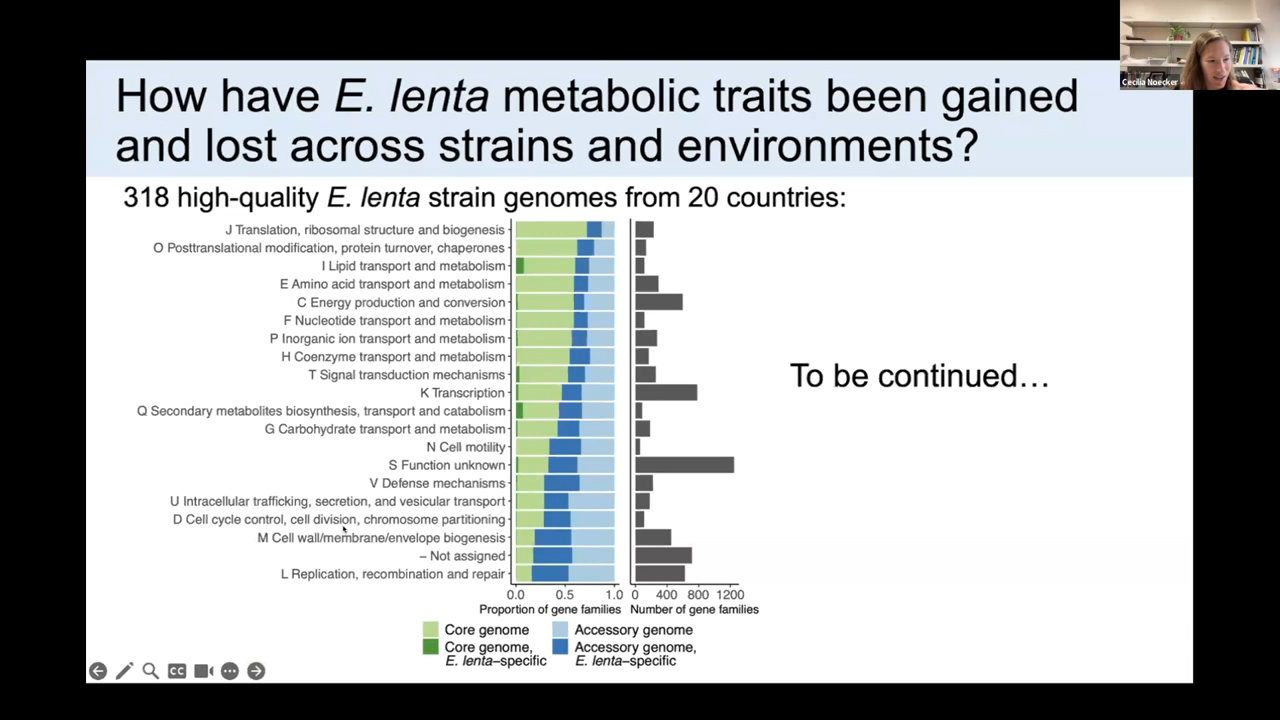 How have E. lenta metabolic traits been gained
and lost across strains and environments?
Cecilia Noecker
318 high-quality E. lenta strain genomes from 20 countries:
J Translation, ribosomal structure and biogenesis
O Posttranslational modification, protein turnover, chaperones
I Lipid transport and metabolism
E Amino acid transport and metabolism
C Energy production and conversion
F Nucleotide transport and metabolism
P Inorganic ion transport and metabolism
H Coenzyme transport and metabolism
T Signal transduction mechanisms
K Transcription
Q Secondary metabolites biosynthesis, transport and catabolism
G Carbohydrate transport and metabolism
N Cell motility
S Function unknown
V Defense mechanisms
U Intracellular trafficking, secretion, and vesicular transport
D Cell cycle control, cell division, chromosome partitioning
M Cell wall/membrane/envelope biogenesis
– Not assigned
L Replication, recombination and repair
0.0 0.5 1.0
Proportion of gene families
0 400 800 1200
Number of gene families
To be continued…
Core genome
Core genome,
E. lenta–specific
Accessory genome
Accessory genome,
E. lenta–specific
CC